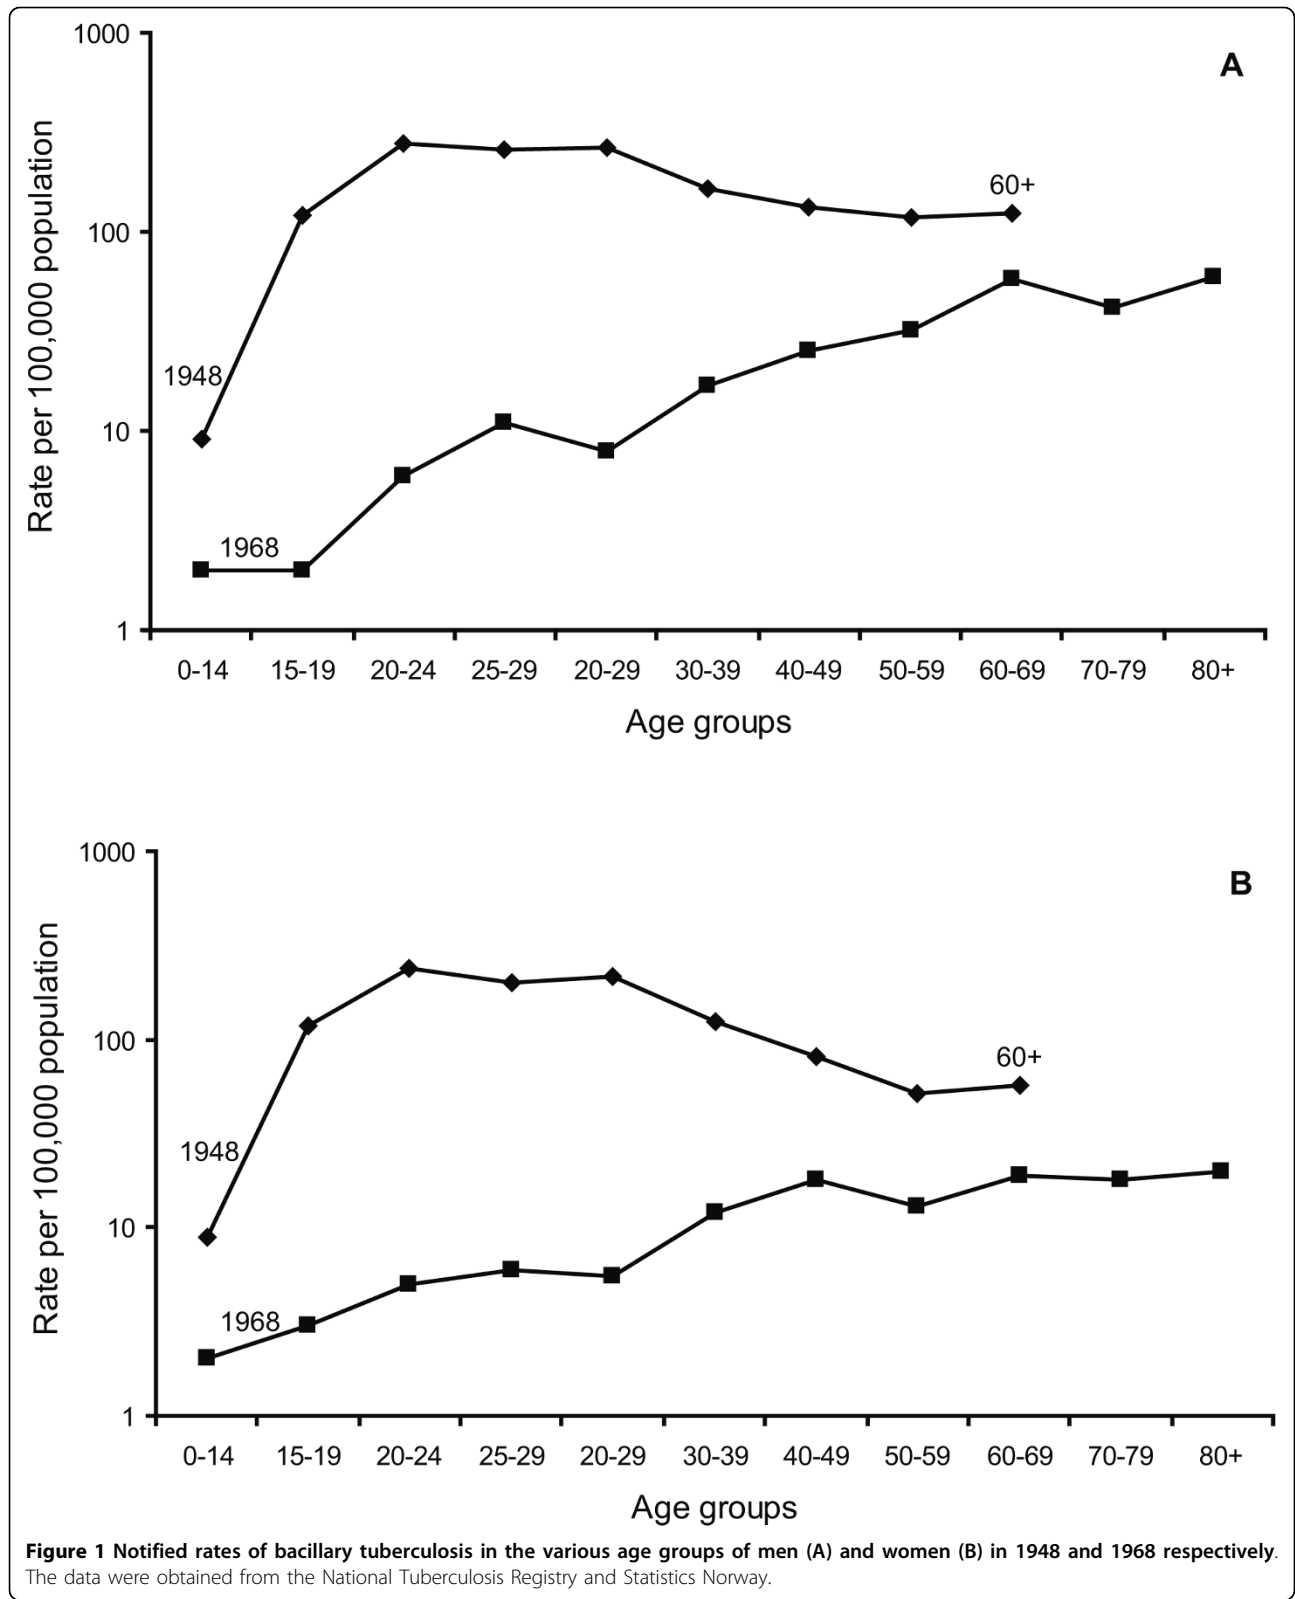 1000
A
Rate per 100,000 population
60+
100
1948
10
1968
1
0-14 15-19 20-24 25-29 20-29 30-39 40-49 50-59 60-69 70-79 80+
Age groups
1000
B
Rate per 100,000 population
100
60+
1948
10
1968
1
0-14 15-19 20-24 25-29 20-29 30-39 40-49 50-59 60-69 70-79 80+
Age groups
Figure 1 Notified rates of bacillary tuberculosis in the various age groups of men (A) and women (B) in 1948 and 1968 respectively.
The data were obtained from the National Tuberculosis Registry and Statistics Norway.